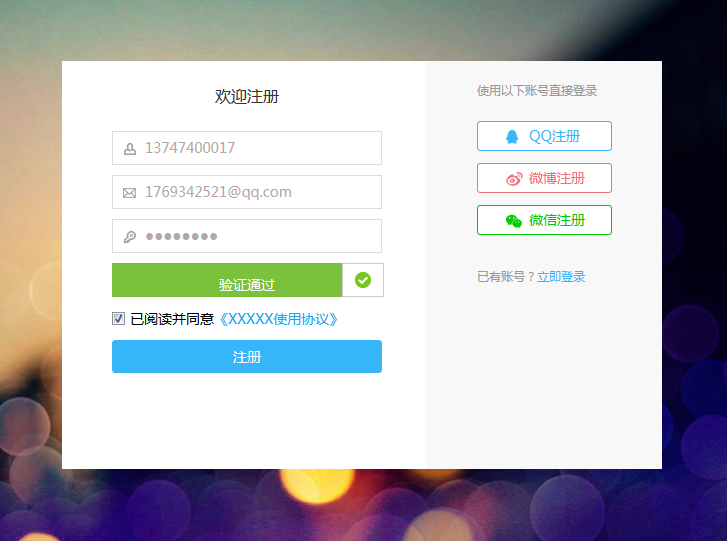 欢迎注册
13747400017
1769342521@qq.com
●●●●●●●●
验证通过
已阅读并同意《XXXXX使用协议》
注册
使用以下账号直接登录
QQ注册
微博注册
微信注册
已有账号？立即登录